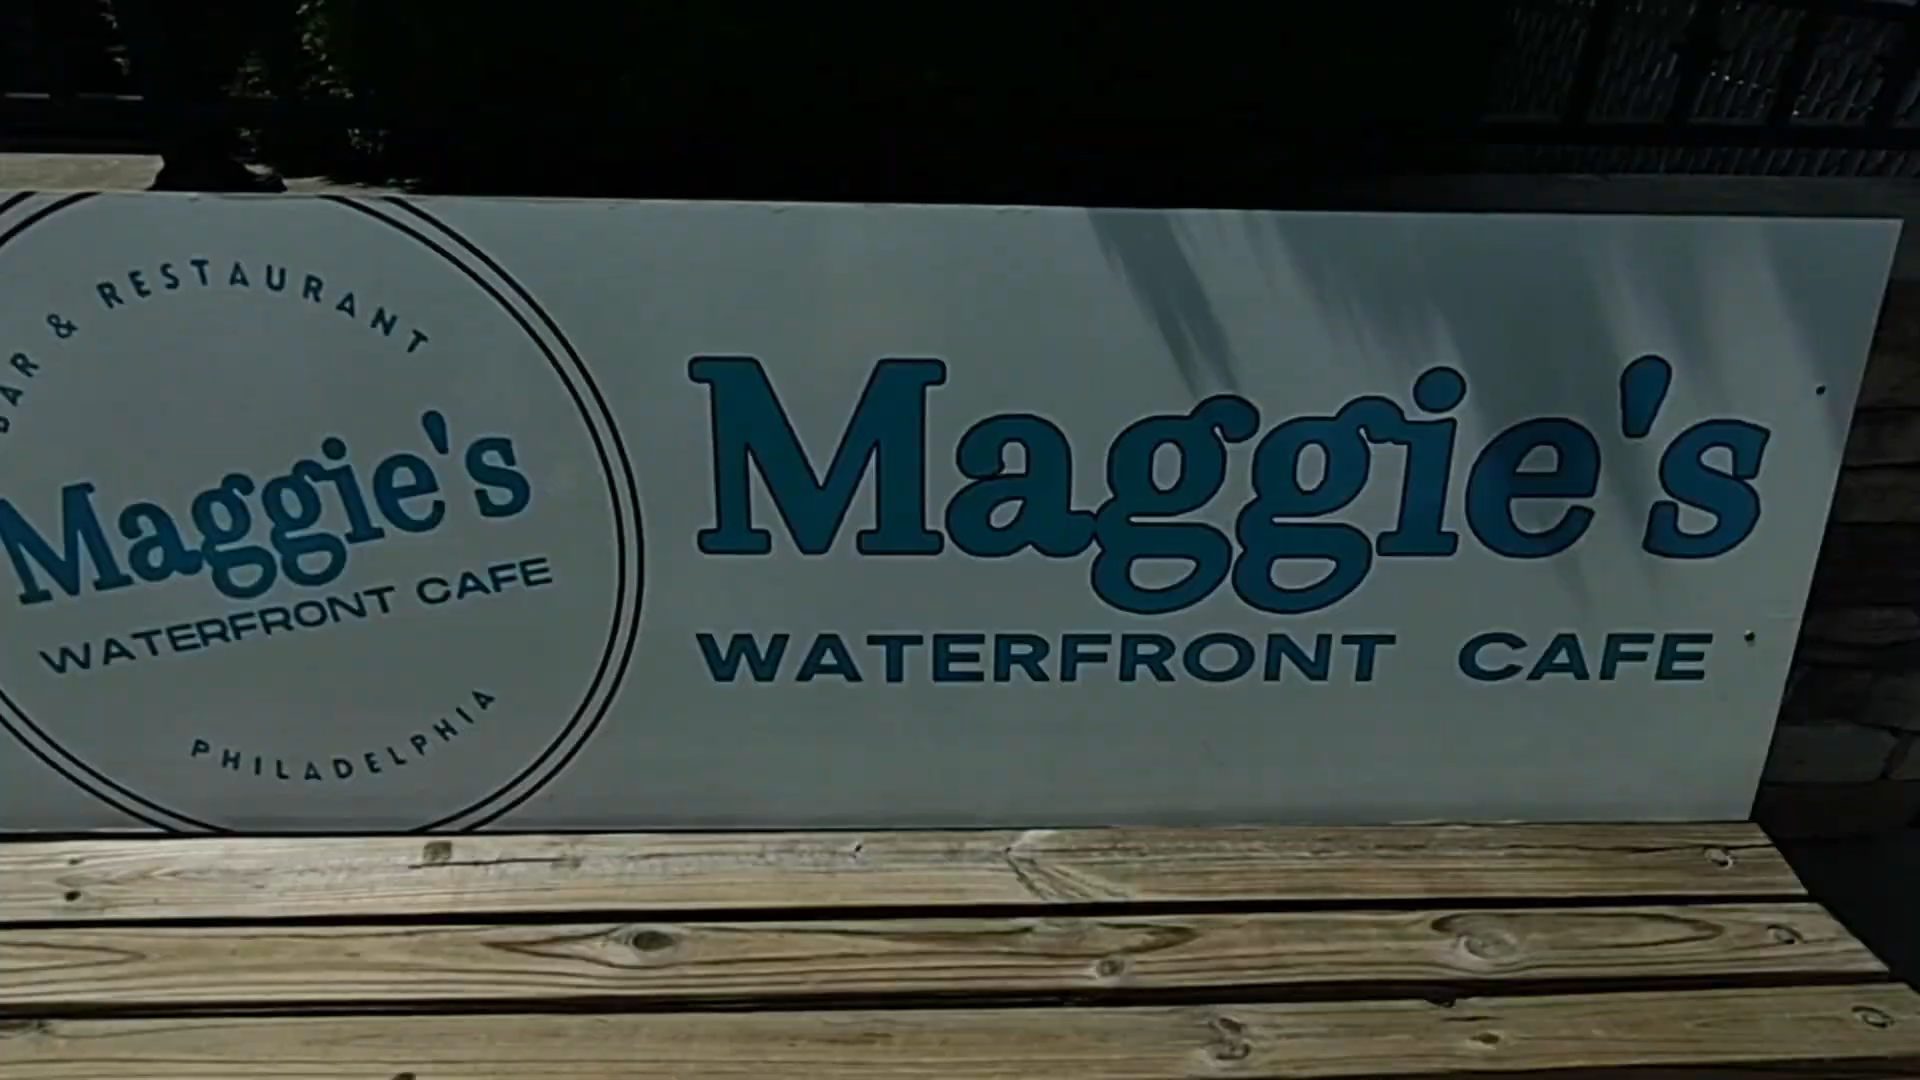 BAR & RESTAURANT
Maggie's
WATERFRONT CAFE
PHILADELPHIA
Maggie's
WATERFRONT CAFE